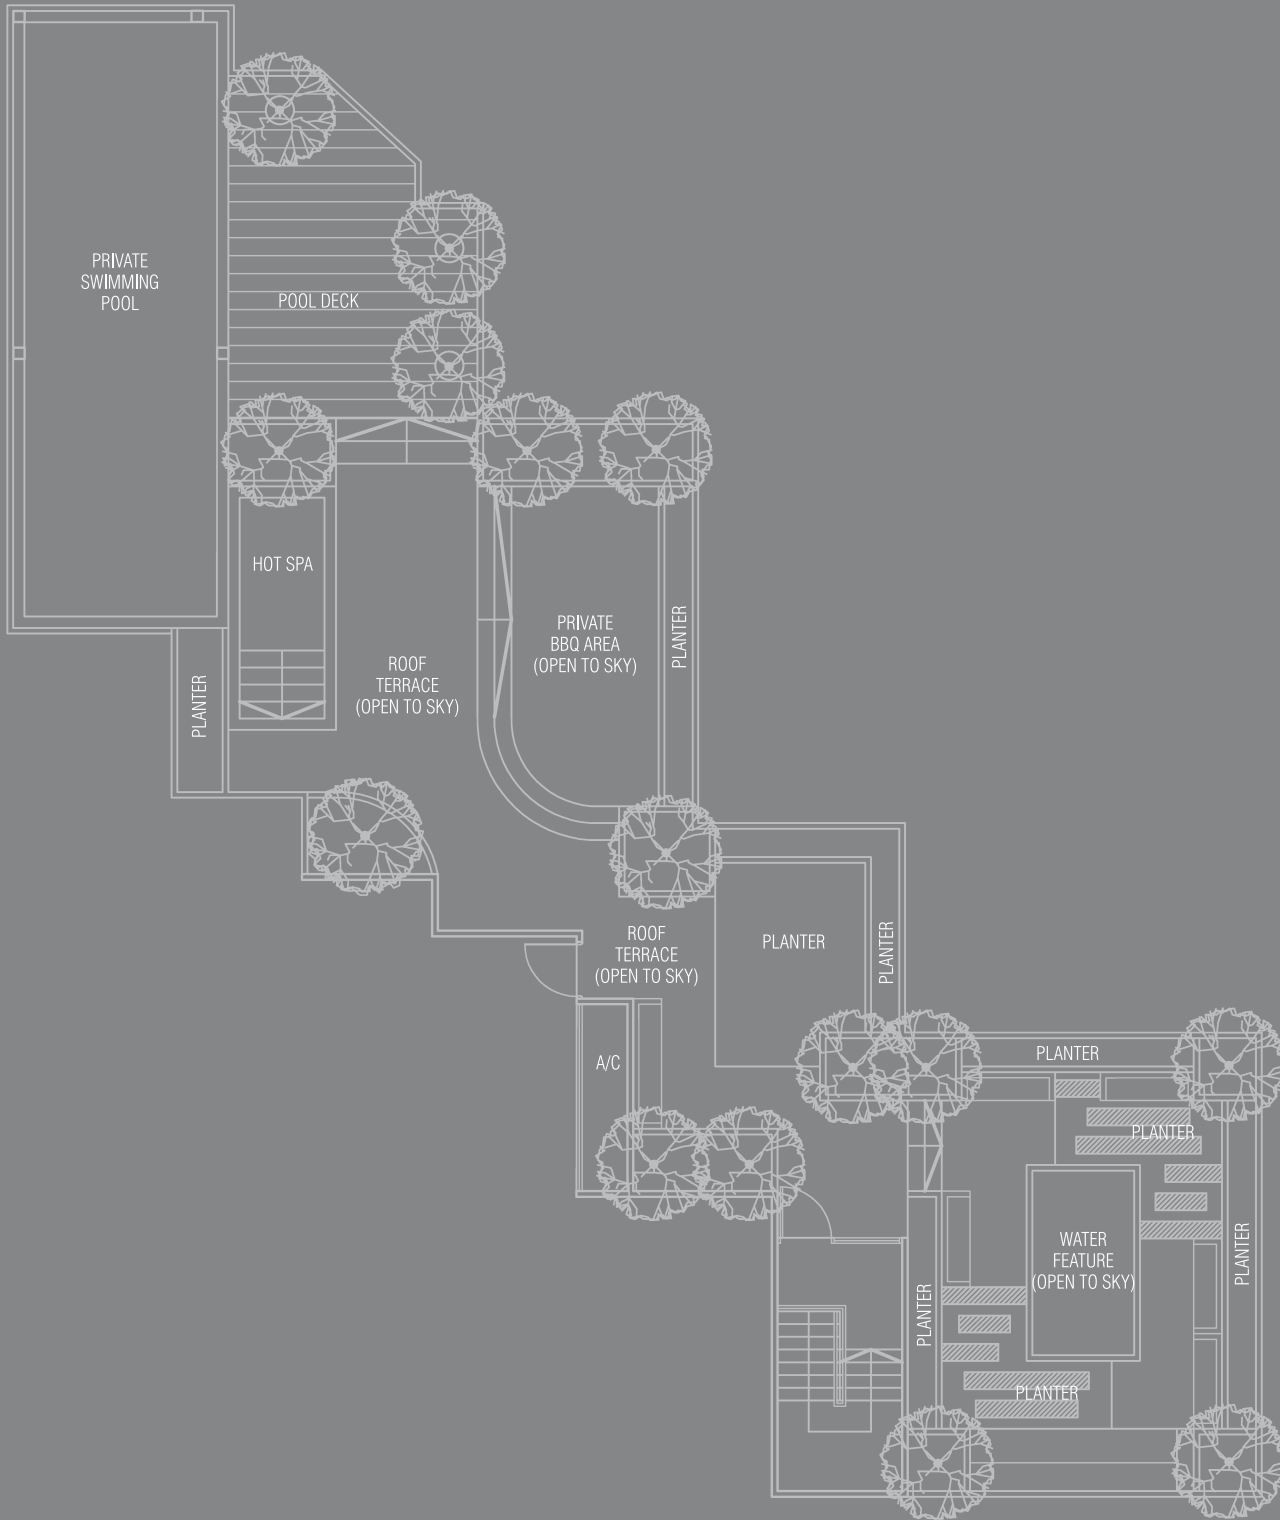 PRIVATE
SWIMMING
POOL
POOL DECK
HOT SPA
PRIVATE
BBQ AREA
(OPEN TO SKY)
PLANTER
ROOF
TERRACE
(OPEN TO SKY)
PLANTER
ROOF
TERRACE
(OPEN TO SKY)
PLANTER
PLANTER
A/C
PLANTER
PLANTER
WATER
FEATURE
(OPEN TO SKY)
PLANTER
PLANTER
PLANTER